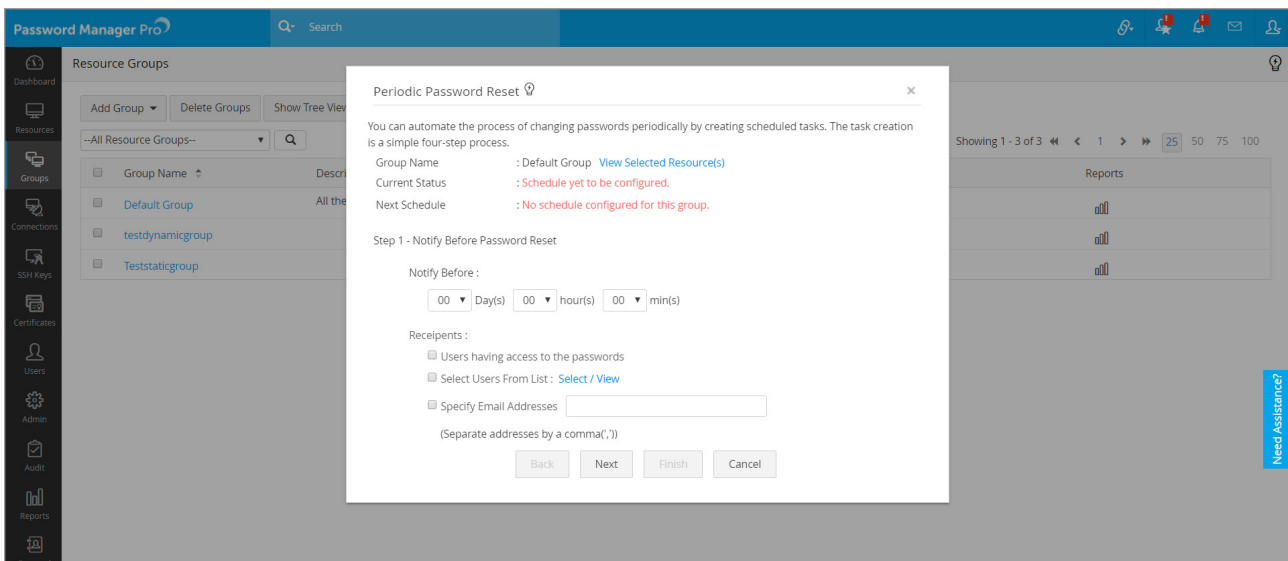 Password Manager Pro
Search
Dashboard
Resources
Groups
Connections
SSH Keys
Certificates
Users
Admin
Audit
Reports
Resource Groups
Add Group
Delete Groups
Show Tree View
--All Resource Groups--
Showing 1 - 3 of 3 1 25 50 75 100
Group Name Reports
Default Group All the
testdynamicgroup
Teststaticgroup
Periodic Password Reset
You can automate the process of changing passwords periodically by creating scheduled tasks. The task creation
is a simple four-step process.
Group Name : Default Group View Selected Resource(s)
Current Status : Schedule yet to be configured.
Next Schedule : No schedule configured for this group.
Step 1 - Notify Before Password Reset
Notify Before :
00 Day(s) 00 hour(s) 00 min(s)
Receipents :
Users having access to the passwords
Select Users From List : Select / View
Specify Email Addresses
(Separate addresses by a comma(','))
Back Next Finish Cancel
Need Assistance?